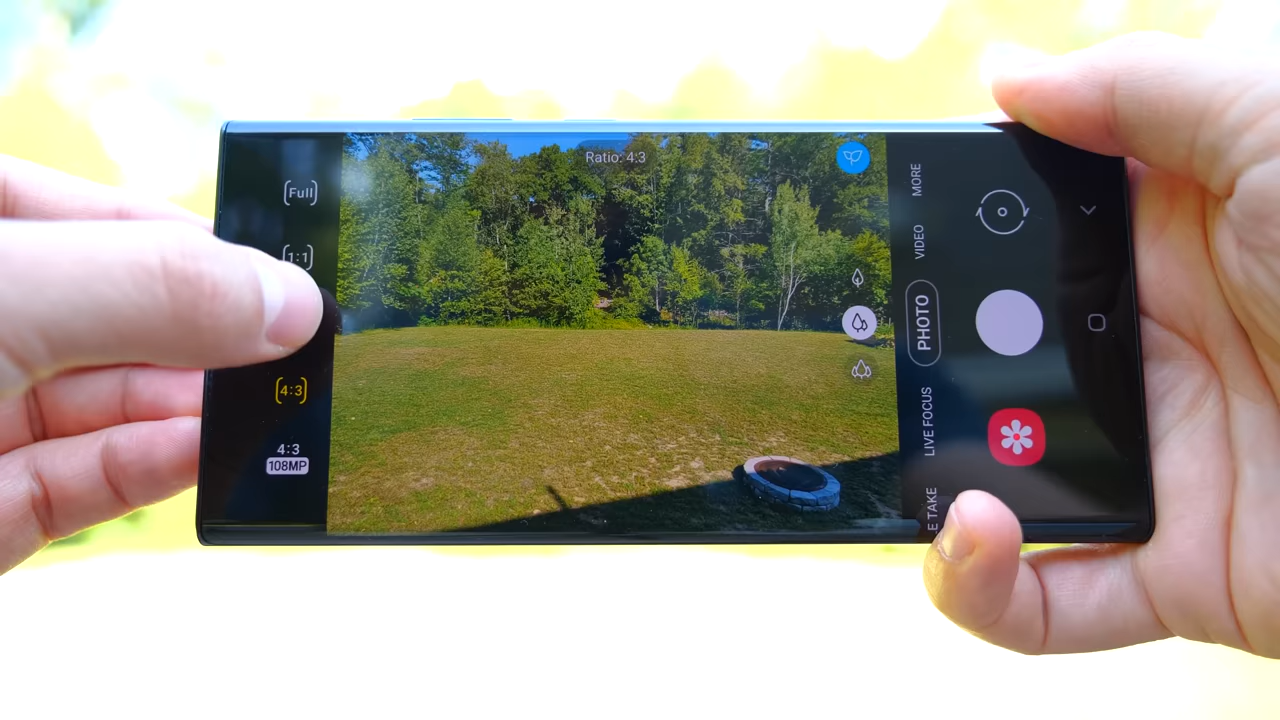 Full
1:1
4:3
4:3
108MP
Ratio: 4:3
MORE
VIDEO
PHOTO
LIVE FOCUS
E TAKE